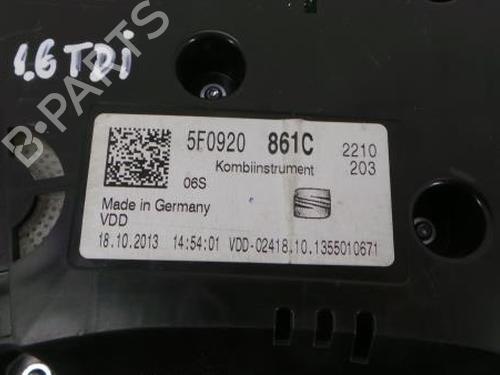 1.6 TDi
B-PARTS
5F0920 861C 2210
Kombiinstrument 203
06S
Made in Germany
VDD
18.10.2013 14:54:01 VDD-02418.10.1355010671